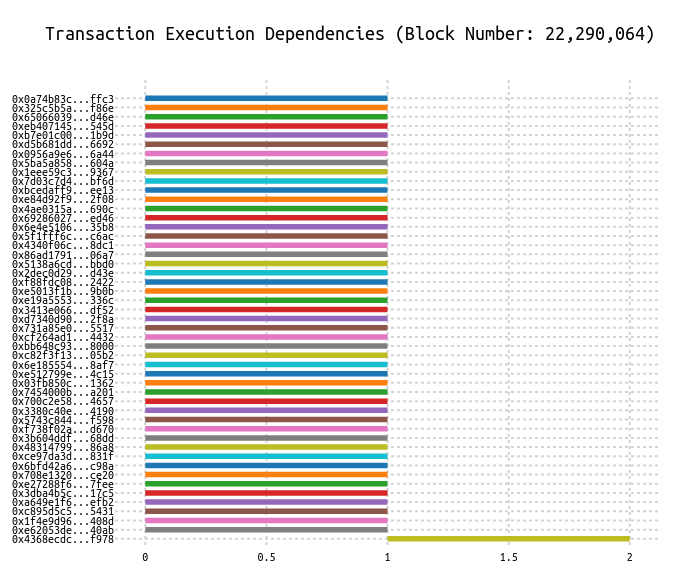 Transaction Execution Dependencies (Block Number: 22,290,064)
0x0a74b83c...ffc3
0x325c5b5a...f86e
0x65066039...d46e
0xeb407145...545d
0xb7e01c00...1b9d
0xd5b681dd...6692
0x0956a9e6...6a44
0x5ba5a858...604a
0x1eee59c3...9367
0x7d03c7d4...bf6d
0xbcedaff9...ee13
0xe84d92f9...2f08
0x4ae0315a...690c
0x69286027...ed46
0x6e4e5106...35b8
0x5f1fff6c...c6ac
0x4340f06c...8dc1
0x86ad1791...06a7
0x5138a6cd...bbd0
0x2dec0d29...d43e
0xf88fdc08...2422
0xe5013f1b...9b0b
0xe19a5553...336c
0x3413e066...df52
0xd7340d90...2f8a
0x731a85e0...5517
0xcf264ad1...4432
0xbb648c93...8000
0xc82f3f13...05b2
0x6e185554...8af7
0xe512799e...4c15
0x03fb850c...1362
0x7454000b...a201
0x700c2e58...4657
0x3380c40e...4190
0x5743c844...f598
0xf738f02a...d670
0x3b604ddf...68dd
0x48314799...86a8
0xce97da3d...831f
0x6bfd42a6...c98a
0x708e1320...ce20
0xe27288f6...7fee
0x3dba4b5c...17c5
0xa649e1f6...efb2
0xc895d5c5...5431
0x1f4e9d96...408d
0xe62053de...40ab
0x4368ecdc...f978
0 0.5 1 1.5 2